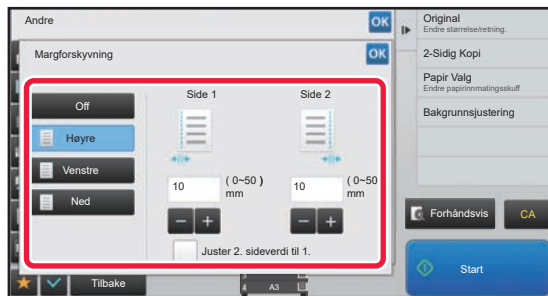 Andre
OK
Margforskyvning
OK
Off
Høyre
Venstre
Ned
Side 1
Side 2
10
( 0~50 )
mm
10
( 0~50
mm
Juster 2. sideverdi til 1.
Tilbake
4 A3
Original
Endre størrelse/retning.
2-Sidig Kopi
Papir Valg
Endre papirinnmatingsskuff
Bakgrunnsjustering
Forhåndsvis
CA
Start